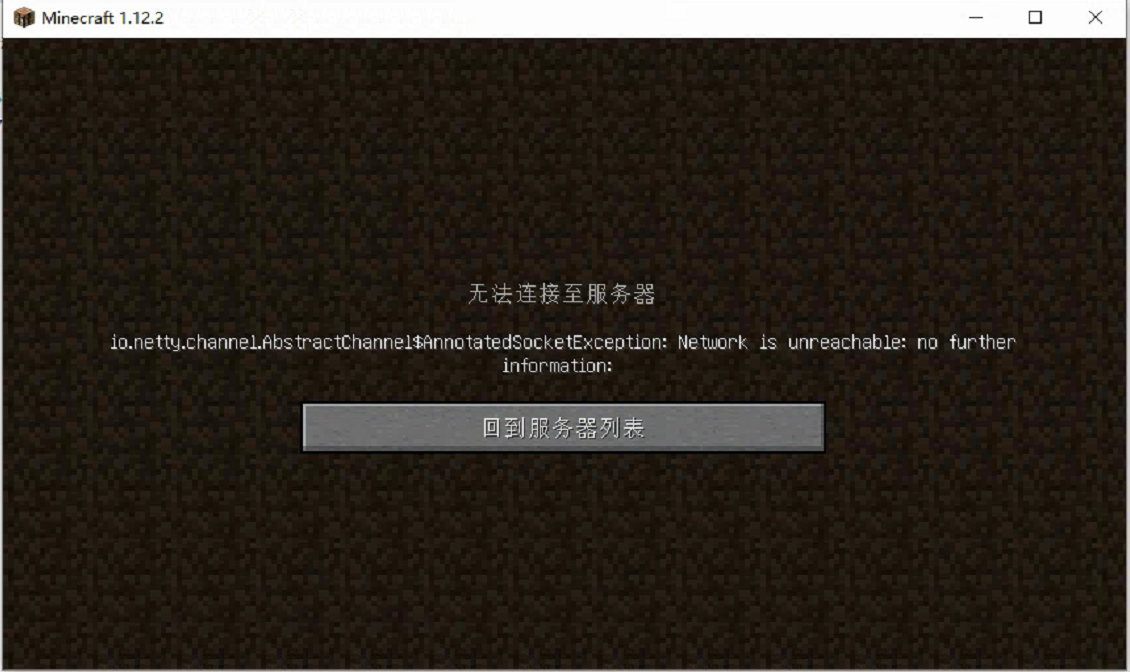 Minecraft 1.12.2
无法连接至服务器
io.netty.channel.AbstractChannel$AnnotatedSocketException: Network is unreachable: no further
information:
回到服务器列表